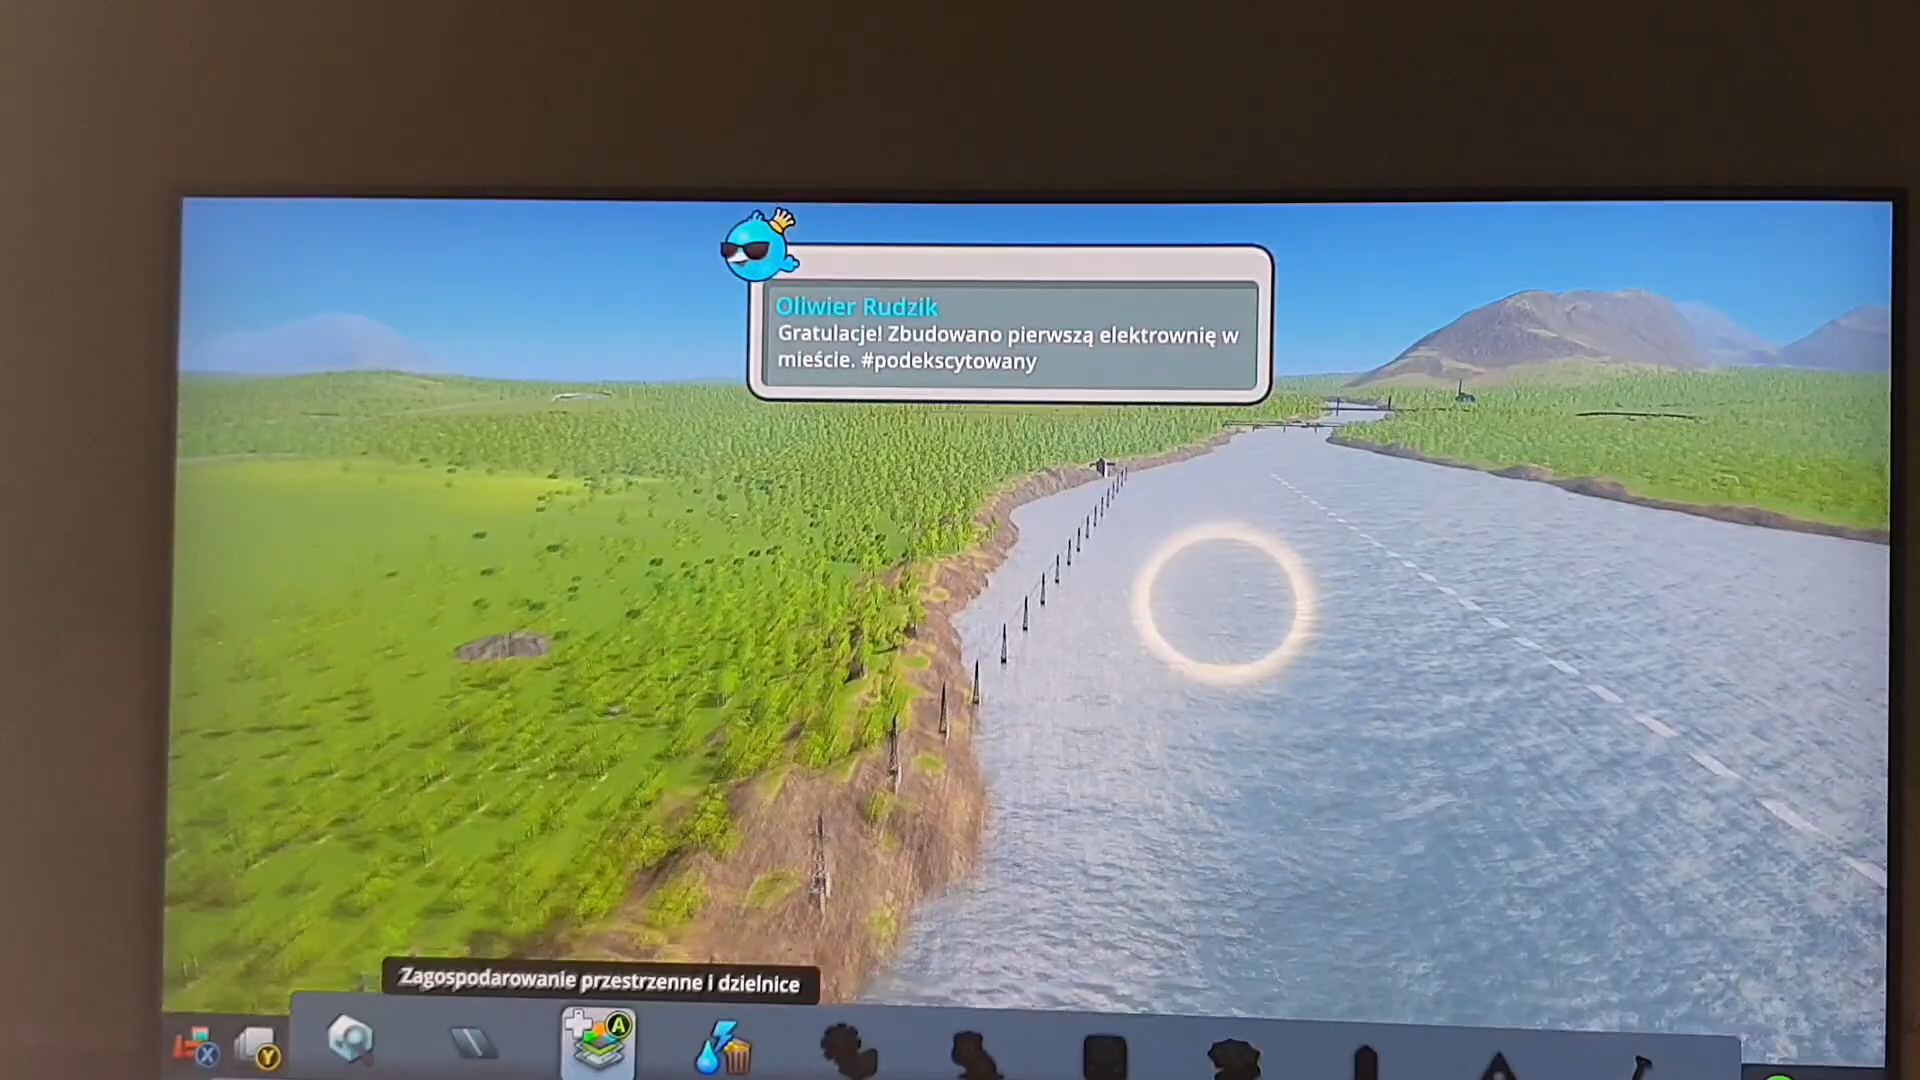 Oliwier Rudzik
Gratulacje! Zbudowano pierwszą elektrownię w
mieście. #podekscytowany
Zagospodarowanie przestrzenne i dzielnice
A
X
Y